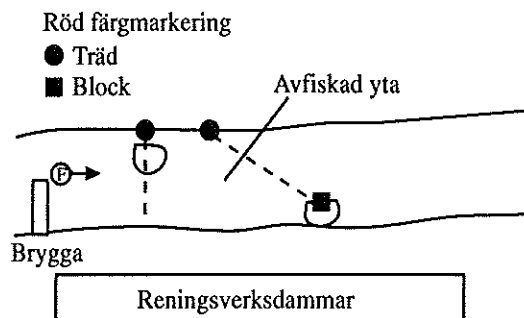 Röd färgmarkering
Träd
Block
Avfiskad yta
F
Brygga
Reningsverksdammar